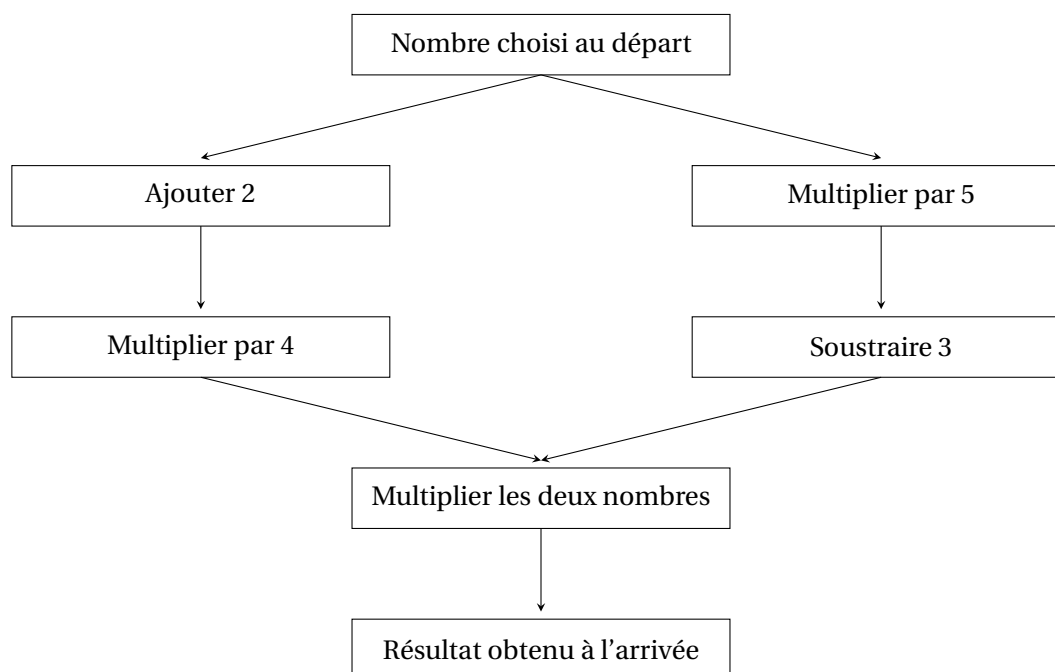 Nombre choisi au départ
Ajouter 2
Multiplier par 5
Multiplier par 4
Soustraire 3
Multiplier les deux nombres
Résultat obtenu à l'arrivée